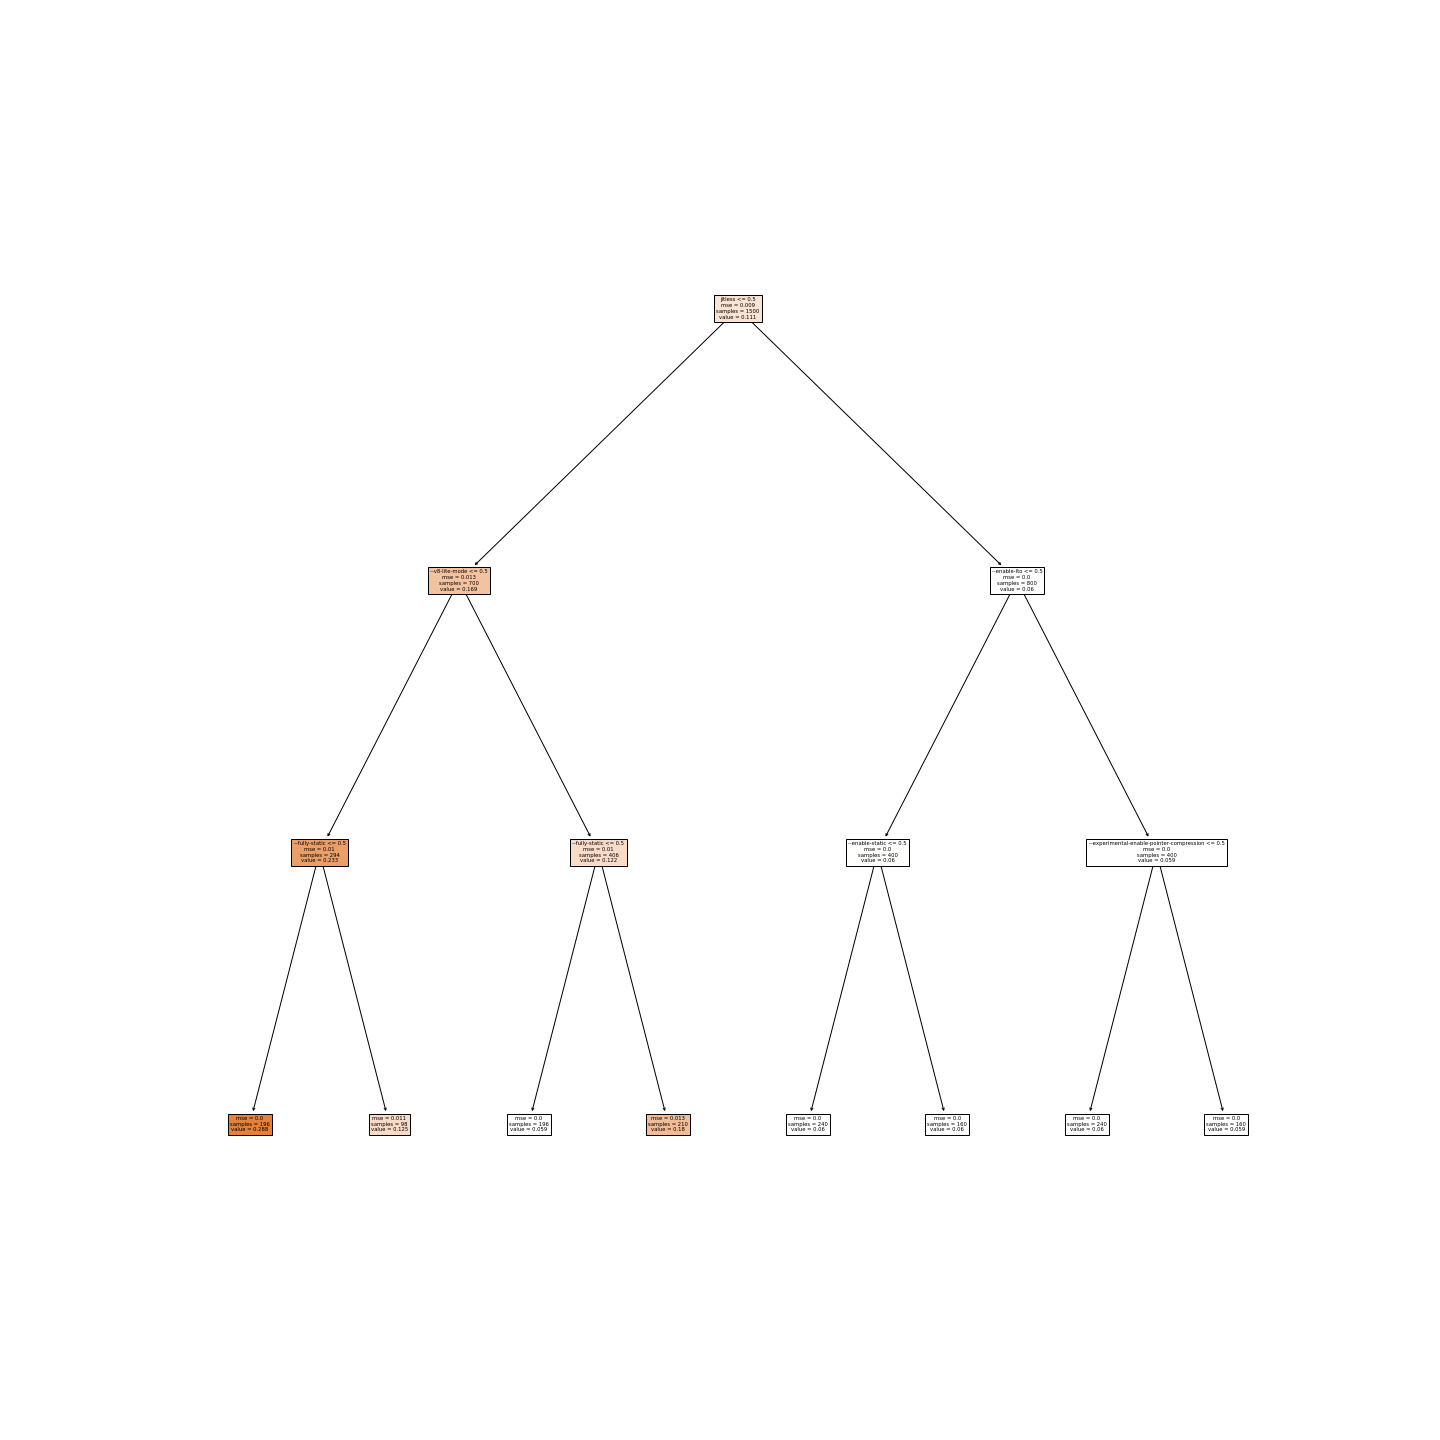 jitless <= 0.5
mse = 0.009
samples = 1500
value = 0.111
--v8-lite-mode <= 0.5
mse = 0.013
samples = 700
value = 0.169
--enable-lto <= 0.5
mse = 0.0
samples = 800
value = 0.06
--fully-static <= 0.5
mse = 0.01
samples = 294
value = 0.233
--fully-static <= 0.5
mse = 0.01
samples = 406
value = 0.122
--enable-static <= 0.5
mse = 0.0
samples = 400
value = 0.06
--experimental-enable-pointer-compression <= 0.5
mse = 0.0
samples = 400
value = 0.059
mse = 0.0
samples = 196
value = 0.288
mse = 0.011
samples = 98
value = 0.125
mse = 0.0
samples = 196
value = 0.059
mse = 0.013
samples = 210
value = 0.18
mse = 0.0
samples = 240
value = 0.06
mse = 0.0
samples = 160
value = 0.06
mse = 0.0
samples = 240
value = 0.06
mse = 0.0
samples = 160
value = 0.059